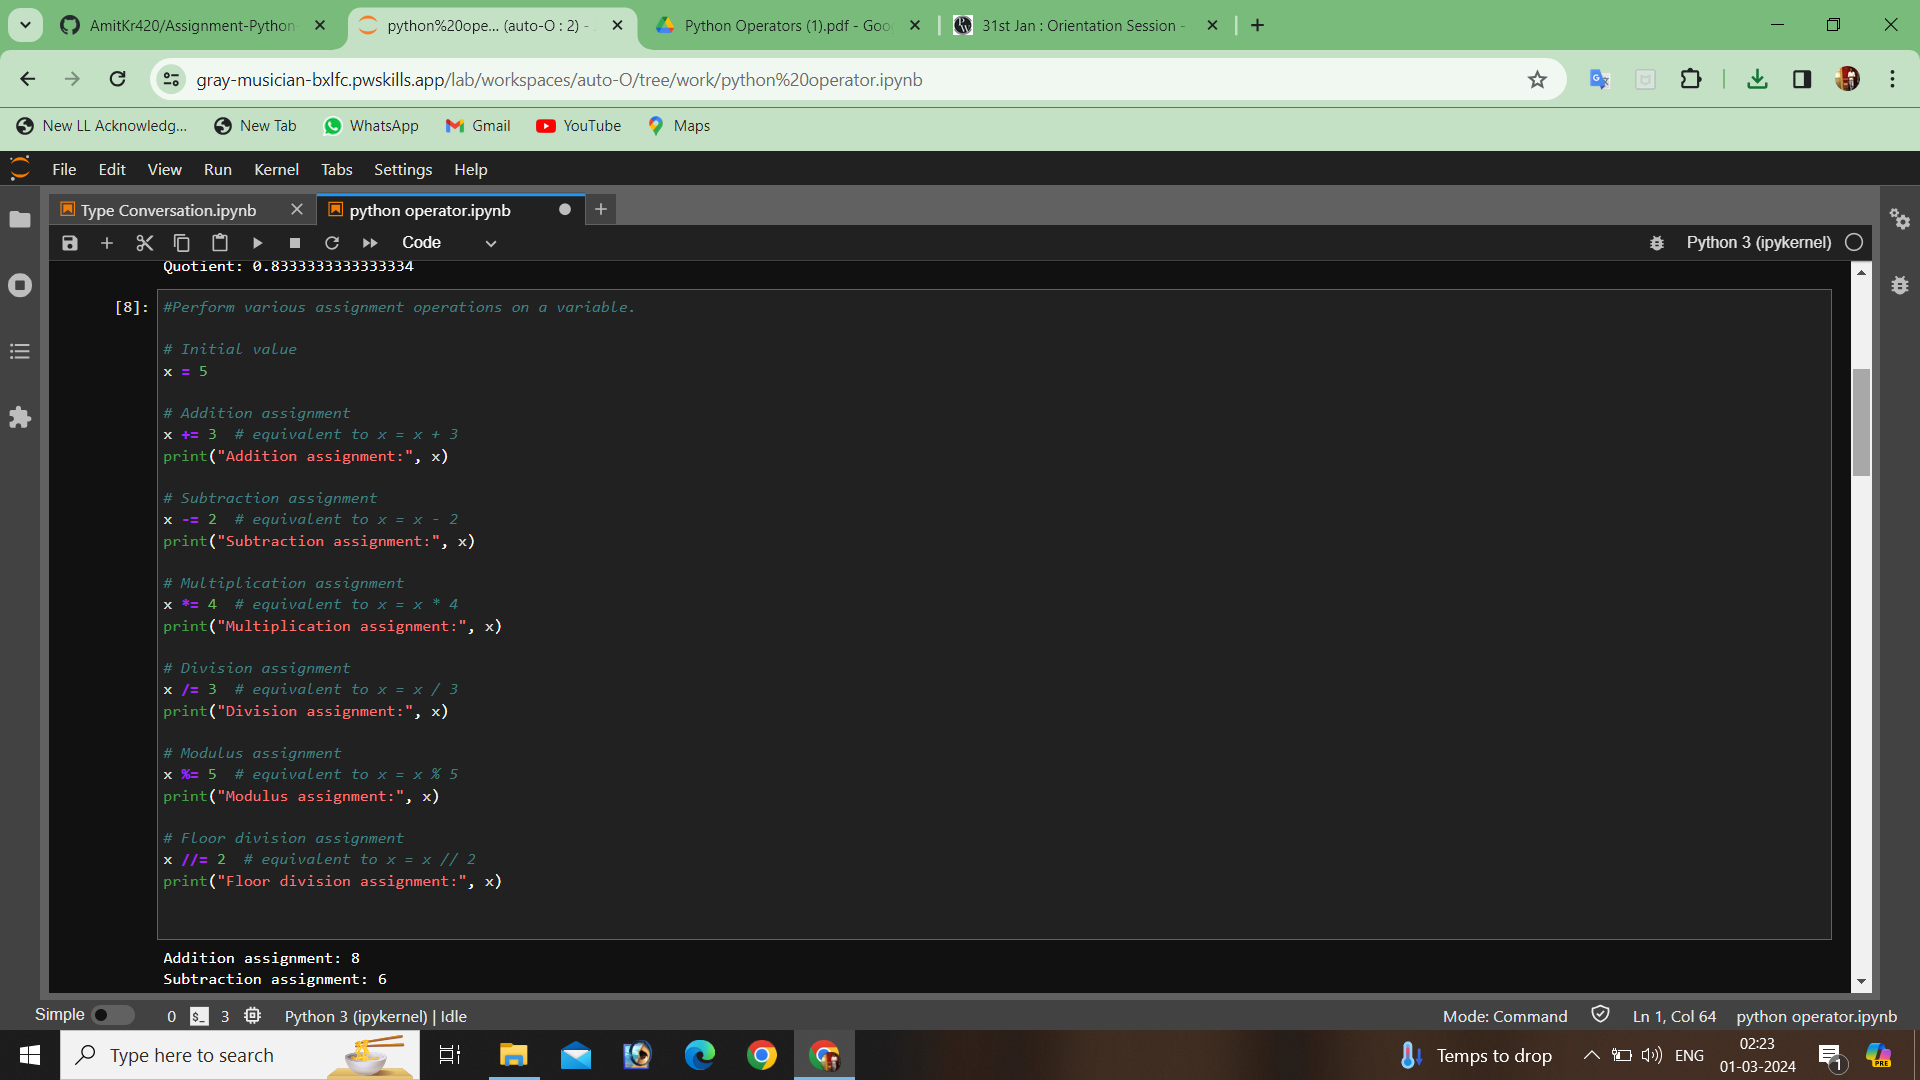 AmitKr420/Assignment-Python-
python%20ope... (auto-O : 2) -
Python Operators (1).pdf - Goo
31st Jan : Orientation Session -
gray-musician-bxlfc.pwskills.app/lab/workspaces/auto-O/tree/work/python%20operator.ipynb
New LL Acknowledg...
New Tab
WhatsApp
Gmail
YouTube
Maps
File
Edit
View
Run
Kernel
Tabs
Settings
Help
Type Conversation.ipynb
python operator.ipynb
Code
Python 3 (ipykernel)
Quotient: 0.8333333333333334
[8]:
#Perform various assignment operations on a variable.
# Initial value
x = 5
# Addition assignment
x += 3  # equivalent to x = x + 3
print("Addition assignment:", x)
# Subtraction assignment
x -= 2  # equivalent to x = x - 2
print("Subtraction assignment:", x)
# Multiplication assignment
x *= 4  # equivalent to x = x * 4
print("Multiplication assignment:", x)
# Division assignment
x /= 3  # equivalent to x = x / 3
print("Division assignment:", x)
# Modulus assignment
x %= 5  # equivalent to x = x % 5
print("Modulus assignment:", x)
# Floor division assignment
x //= 2  # equivalent to x = x // 2
print("Floor division assignment:", x)
Addition assignment: 8
Subtraction assignment: 6
Simple
0
$_
3
Python 3 (ipykernel) | Idle
Mode: Command
Ln 1, Col 64
python operator.ipynb
Type here to search
Temps to drop
ENG
02:23
01-03-2024
1
PRE